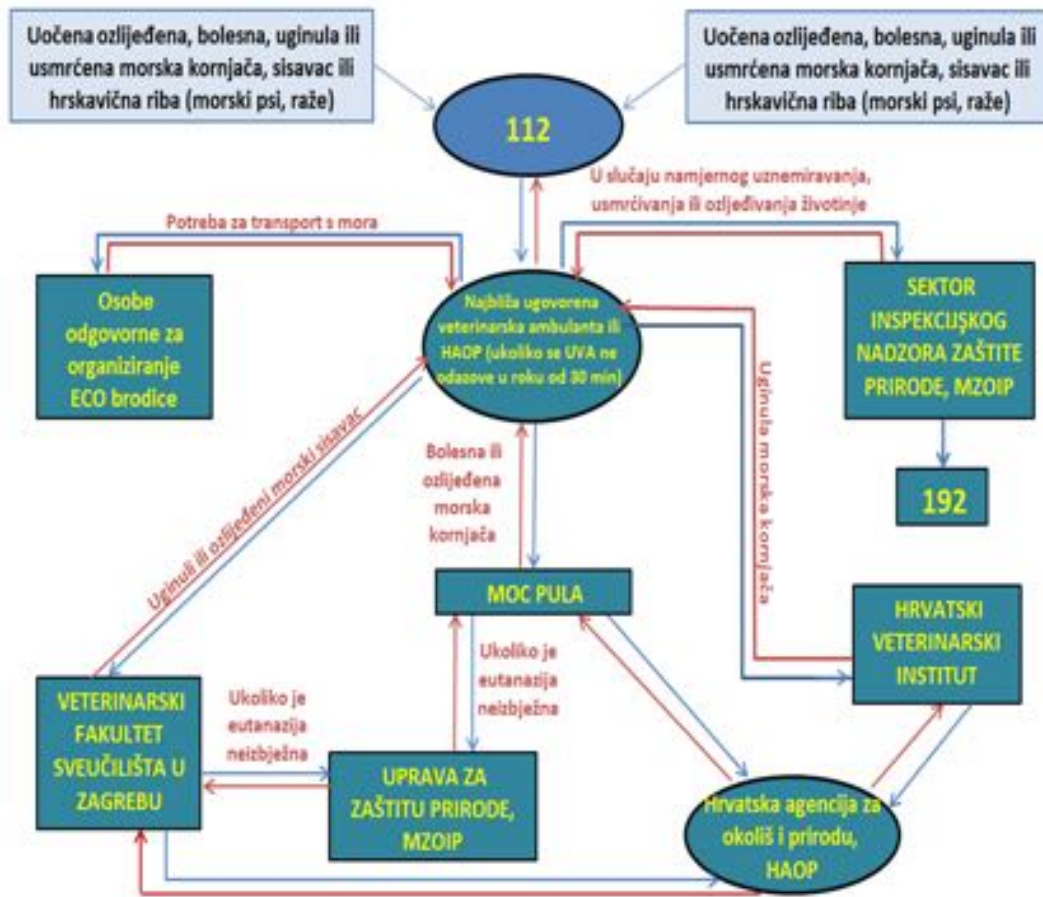 Uočena ozlijeđena, bolesna, uginula ili
usmrćena morska kornjača, sisavac ili
hrskavična riba (morski psi, raže)
Uočena ozlijeđena, bolesna, uginula ili
usmrćena morska kornjača, sisavac ili
hrskavična riba (morski psi, raže)
112
U slučaju namjernog uznemiravanja,
usmrćivanja ili ozljeđivanja životinje
Potreba za transport s mora
Osobe
odgovorne za
organiziranje
ECO brodice
Najbliža ugovorena
veterinarska ambulanta ili
HAOP (ukoliko se UVA ne
odazove u roku od 30 min)
SEKTOR
INSPEKCIJSKOG
NADZORA ZAŠTITE
PRIRODE, MZOIP
192
Uginuli ili ozlijeđeni morski sisavac
Bolesna ili
ozlijeđena
morska
kornjača
Uginula morska kornjača
MOC PULA
HRVATSKI
VETERINARSKI
INSTITUT
Ukoliko je
eutanazija
neizbježna
VETERINARSKI
FAKULTET
SVEUČILIŠTA U
ZAGREBU
Ukoliko je
eutanazija
neizbježna
UPRAVA ZA
ZAŠTITU PRIRODE,
MZOIP
Hrvatska agencija za
okoliš i prirodu,
HAOP